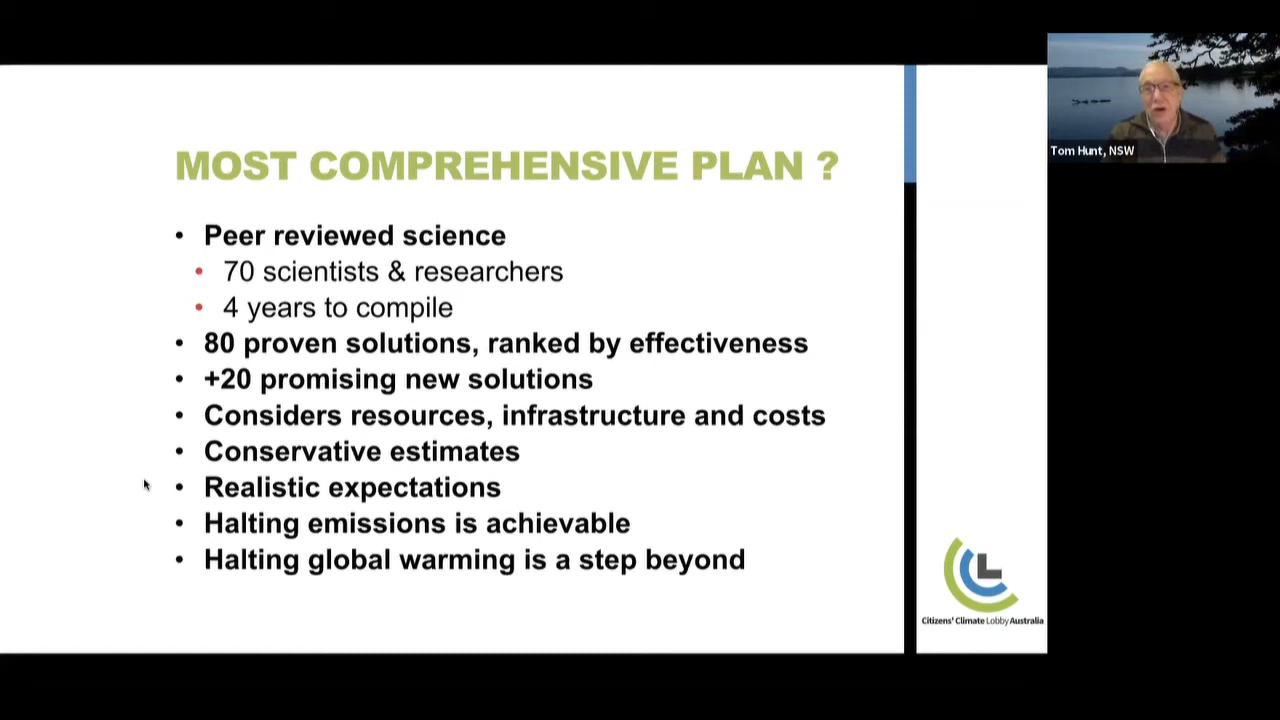 MOST COMPREHENSIVE PLAN ?
• Peer reviewed science
• 70 scientists & researchers
• 4 years to compile
• 80 proven solutions, ranked by effectiveness
• +20 promising new solutions
• Considers resources, infrastructure and costs
• Conservative estimates
• Realistic expectations
• Halting emissions is achievable
• Halting global warming is a step beyond
Tom Hunt, NSW
CCL
Citizens' Climate Lobby Australia